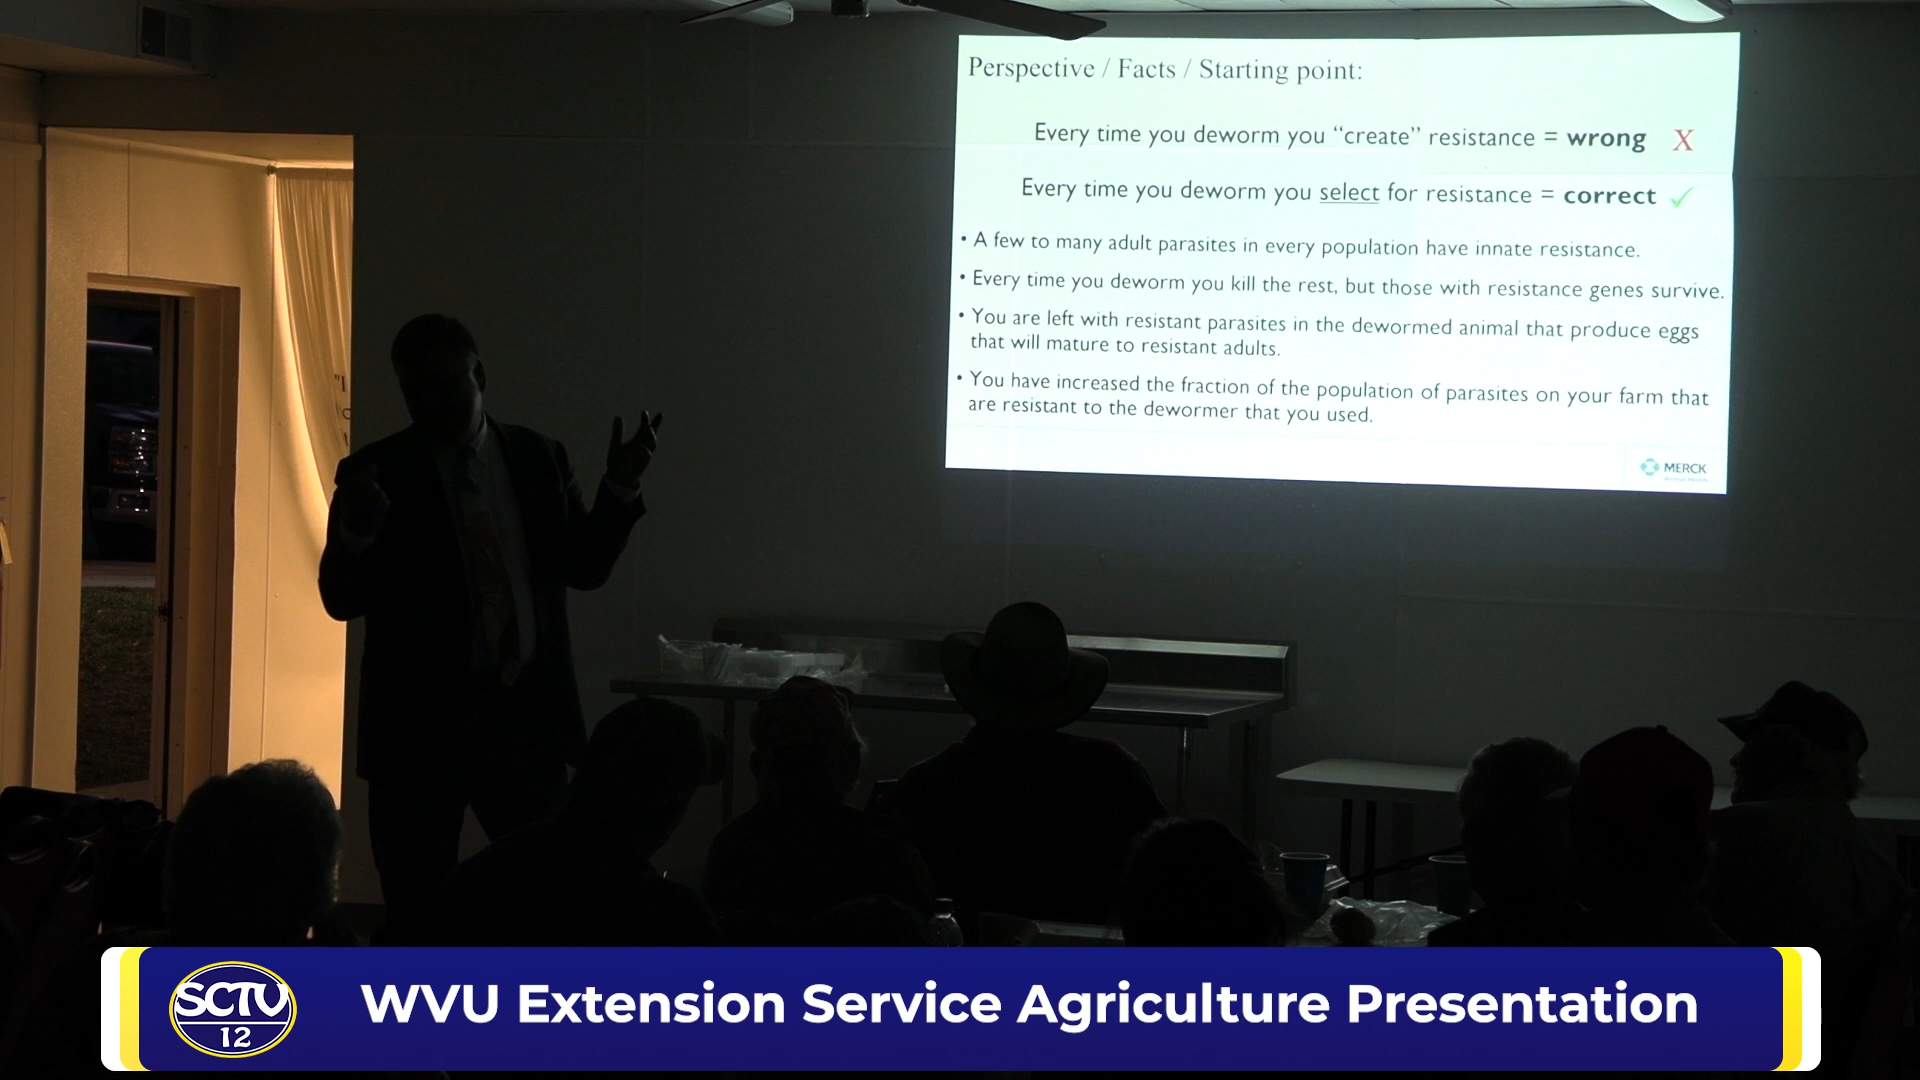 Perspective / Facts / Starting point:
Every time you deworm you “create” resistance = wrong X
Every time you deworm you select for resistance = correct ✓
• A few to many adult parasites in every population have innate resistance.
• Every time you deworm you kill the rest, but those with resistance genes survive.
• You are left with resistant parasites in the dewormed animal that produce eggs
that will mature to resistant adults.
• You have increased the fraction of the population of parasites on your farm that
are resistant to the dewormer that you used.
MERCK
Animal Health
SCTV
12
WVU Extension Service Agriculture Presentation